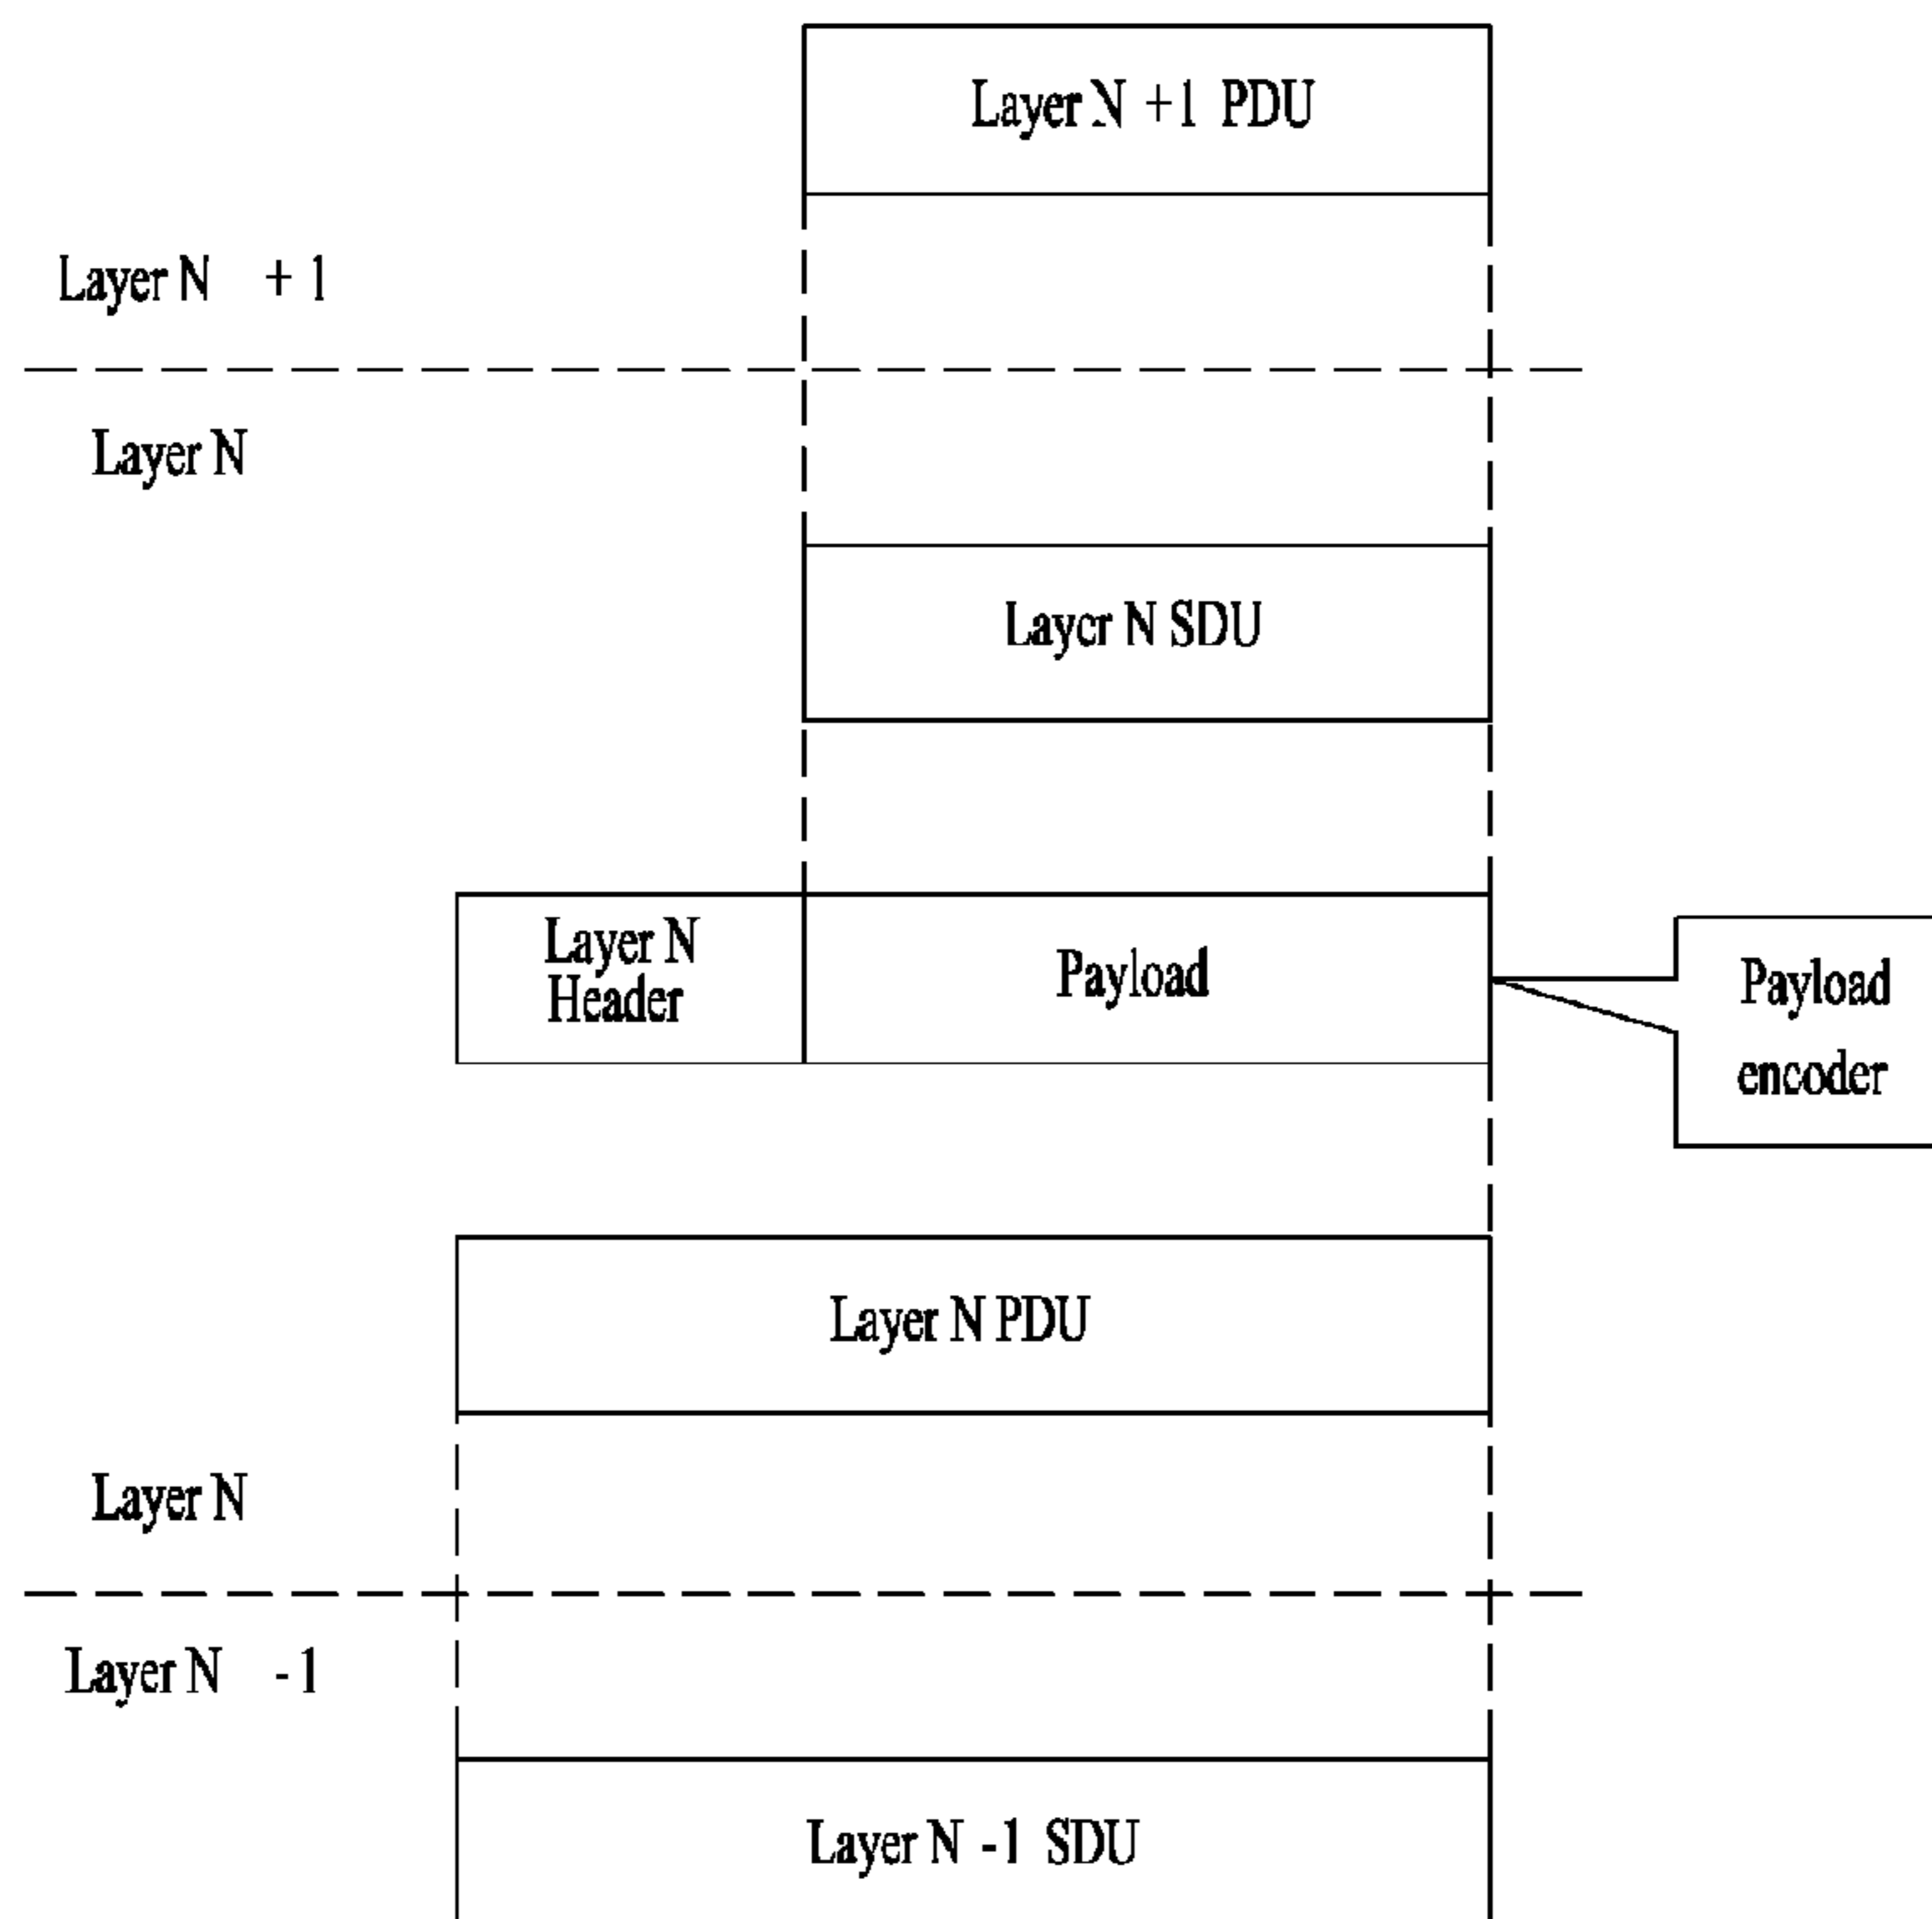 Layer N +1 PDU
Layer N + 1
Layer N
Layer N SDU
Layer N
Header
Payload
Payload
encoder
Layer N PDU
Layer N
Layer N -1
Layer N -1 SDU